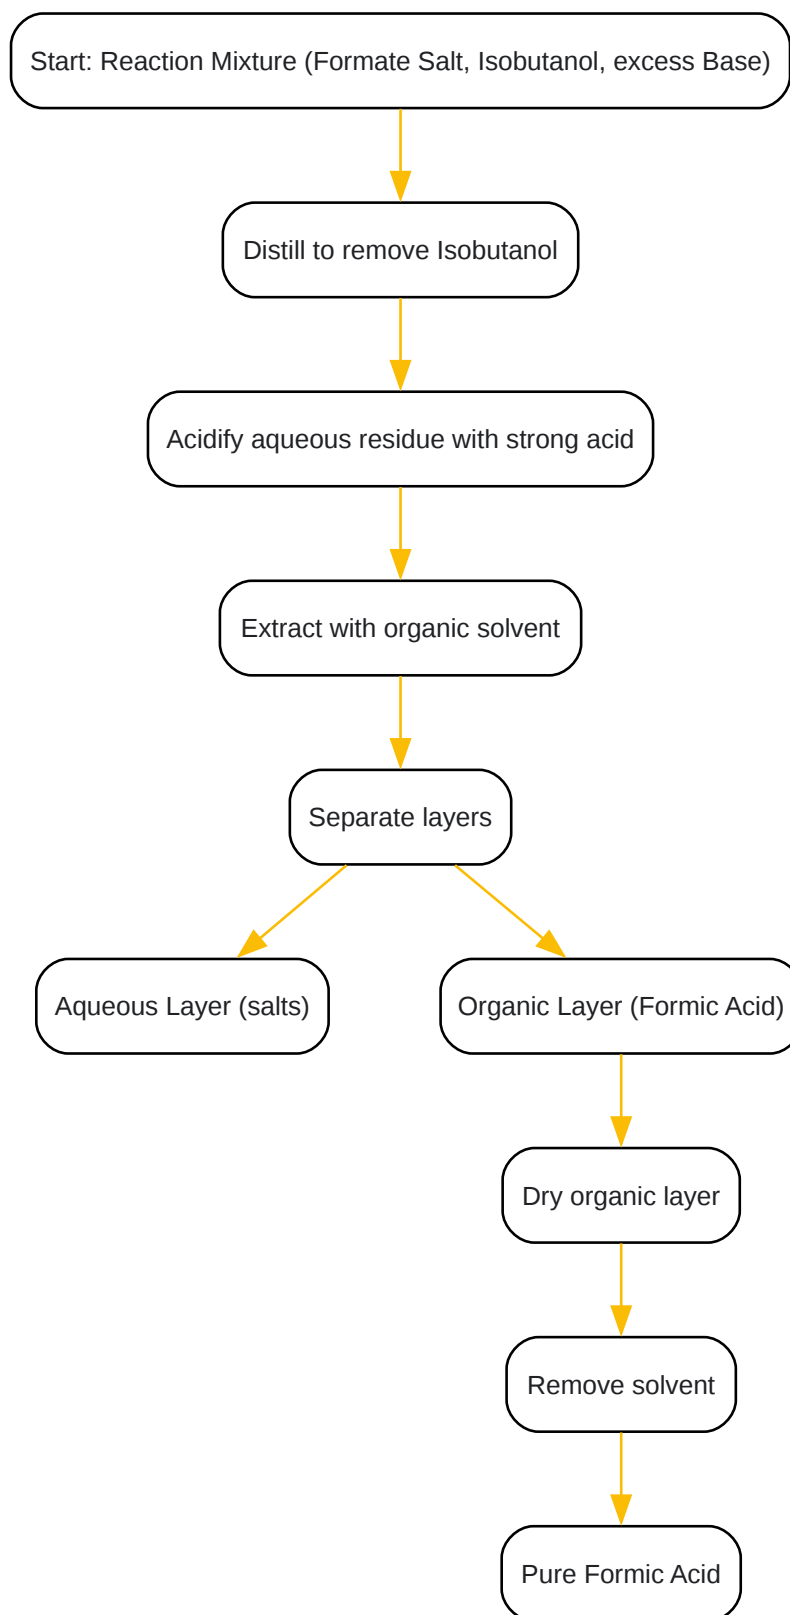 Start: Reaction Mixture (Formate Salt, Isobutanol, excess Base)
Distill to remove Isobutanol
Acidify aqueous residue with strong acid
Extract with organic solvent
Separate layers
Aqueous Layer (salts)
Organic Layer (Formic Acid)
Dry organic layer
Remove solvent
Pure Formic Acid